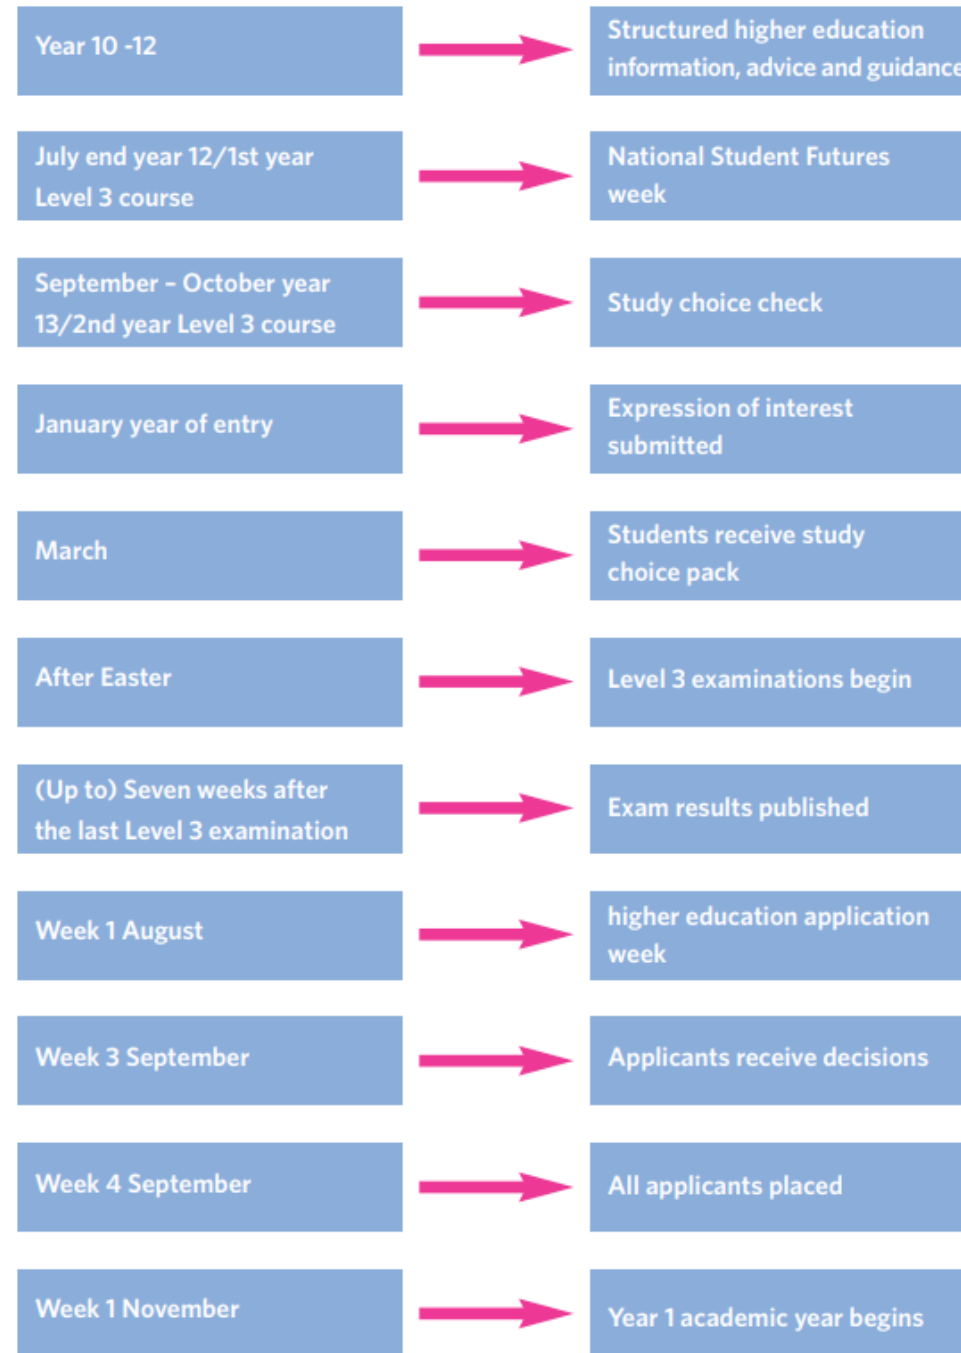 Year 10 -12
Structured higher education
information, advice and guidance
July end year 12/1st year
Level 3 course
National Student Futures
week
September – October year
13/2nd year Level 3 course
Study choice check
January year of entry
Expression of interest
submitted
March
Students receive study
choice pack
After Easter
Level 3 examinations begin
(Up to) Seven weeks after
the last Level 3 examination
Exam results published
Week 1 August
higher education application
week
Week 3 September
Applicants receive decisions
Week 4 September
All applicants placed
Week 1 November
Year 1 academic year begins